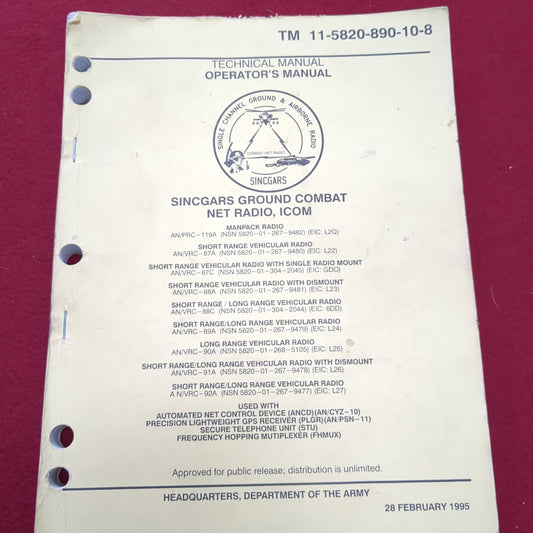 TM 11-5820-890-10-8
TECHNICAL MANUAL
OPERATOR'S MANUAL
SINGLE CHANNEL GROUND & AIRBORNE RADIO
COMBAT NET RADIO
SINCGARS
SINCGARS GROUND COMBAT
NET RADIO, ICOM
MANPACK RADIO
AN/PRC-119A (NSN 5820-01-267-9482) (EIC: L2Q)
SHORT RANGE VEHICULAR RADIO
AN/VRC-87A (NSN 5820-01-267-9480) (EIC: L22)
SHORT RANGE VEHICULAR RADIO WITH SINGLE RADIO MOUNT
AN/VRC-87C (NSN 5820-01-304-2045) (EIC: GDC)
SHORT RANGE VEHICULAR RADIO WITH DISMOUNT
AN/VRC-88A (NSN 5820-01-267-9481) (EIC: L23)
SHORT RANGE / LONG RANGE VEHICULAR RADIO
AN/VRC-88C (NSN 5820-01-304-2044) (EIC: 6DD)
SHORT RANGE/LONG RANGE VEHICULAR RADIO
AN/VRC-89A (NSN 5820-01-267-9479) (EIC: L24)
LONG RANGE VEHICULAR RADIO
AN/VRC-90A (NSN 5820-01-268-5105) (EIC: L25)
SHORT RANGE/LONG RANGE VEHICULAR RADIO WITH DISMOUNT
AN/VRC-91A (NSN 5820-01-267-9478) (EIC: L26)
SHORT RANGE/LONG RANGE VEHICULAR RADIO
A N/VRC-92A (NSN 5820-01-267-9477) (EIC: L27)
USED WITH
AUTOMATED NET CONTROL DEVICE (ANCD)(AN/CYZ-10)
PRECISION LIGHTWEIGHT GPS RECEIVER (PLGR)(AN/PSN-11)
SECURE TELEPHONE UNIT (STU)
FREQUENCY HOPPING MUTIPLEXER (FHMUX)
Approved for public release; distribution is unlimited.
HEADQUARTERS, DEPARTMENT OF THE ARMY
28 FEBRUARY 1995